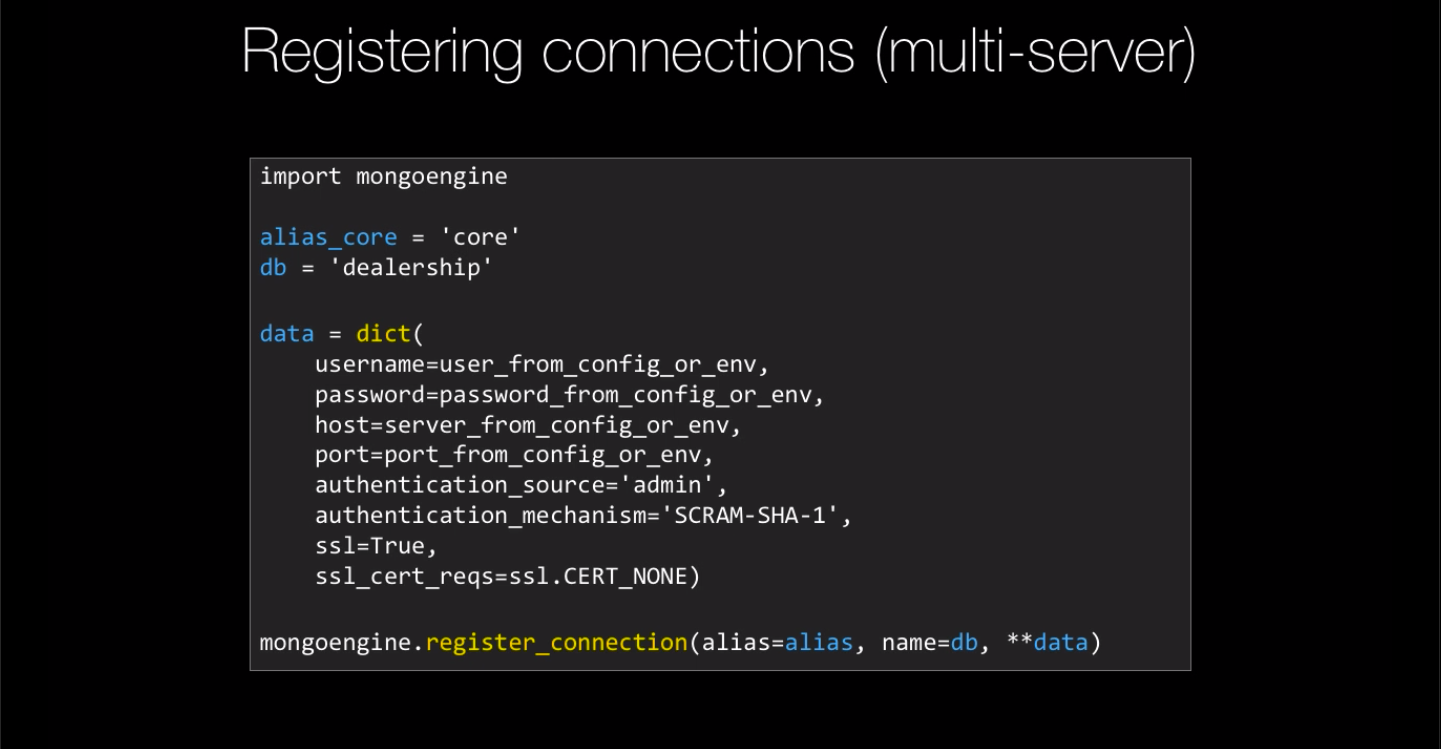 Registering connections (multi-server)
import mongoengine
alias_core = 'core'
db = 'dealership'
data = dict(
    username=user_from_config_or_env,
    password=password_from_config_or_env,
    host=server_from_config_or_env,
    port=port_from_config_or_env,
    authentication_source='admin',
    authentication_mechanism='SCRAM-SHA-1',
    ssl=True,
    ssl_cert_reqs=ssl.CERT_NONE)
mongoengine.register_connection(alias=alias, name=db, **data)